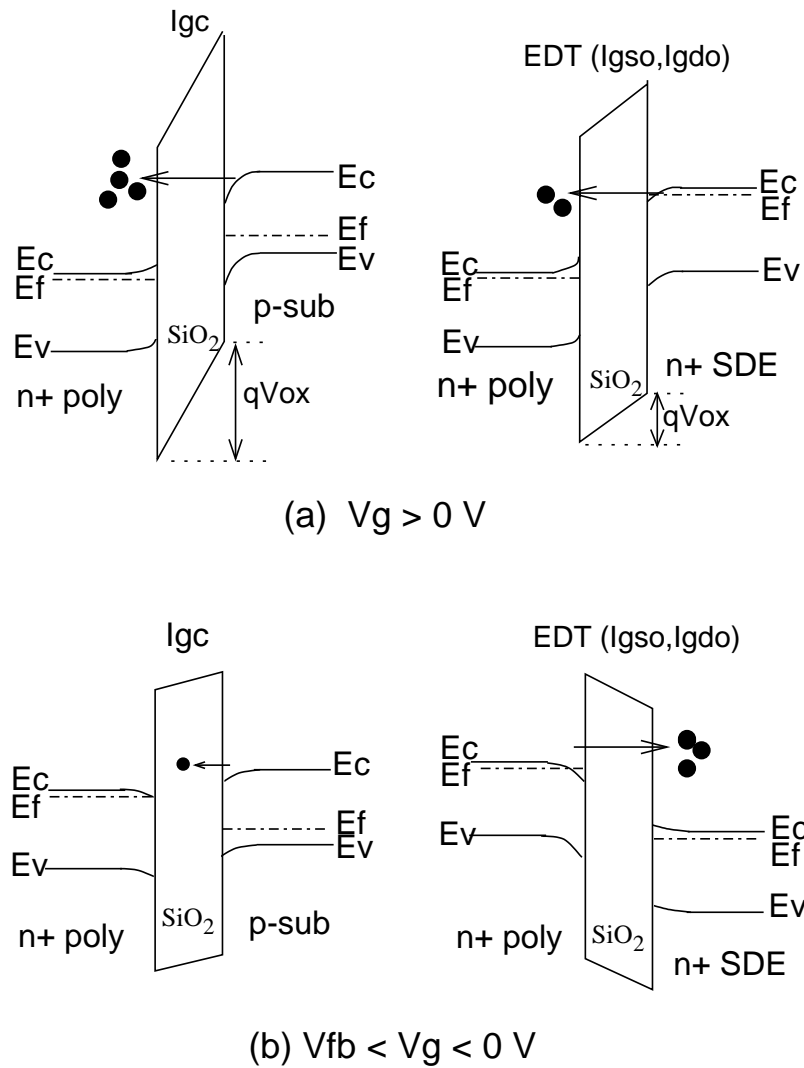 Igc
Ec
Ef
Ev
Ec
Ef
Ev
SiO2
p-sub
n+ poly
qVox
EDT (Igso,Igdo)
Ec
Ef
Ev
Ec
Ef
Ev
SiO2
n+ SDE
n+ poly
qVox
(a) Vg > 0 V
Igc
Ec
Ef
Ev
Ec
Ef
Ev
SiO2
n+ poly
p-sub
EDT (Igso,Igdo)
Ec
Ef
Ev
Ec
Ef
Ev
SiO2
n+ poly
n+ SDE
(b) Vfb < Vg < 0 V